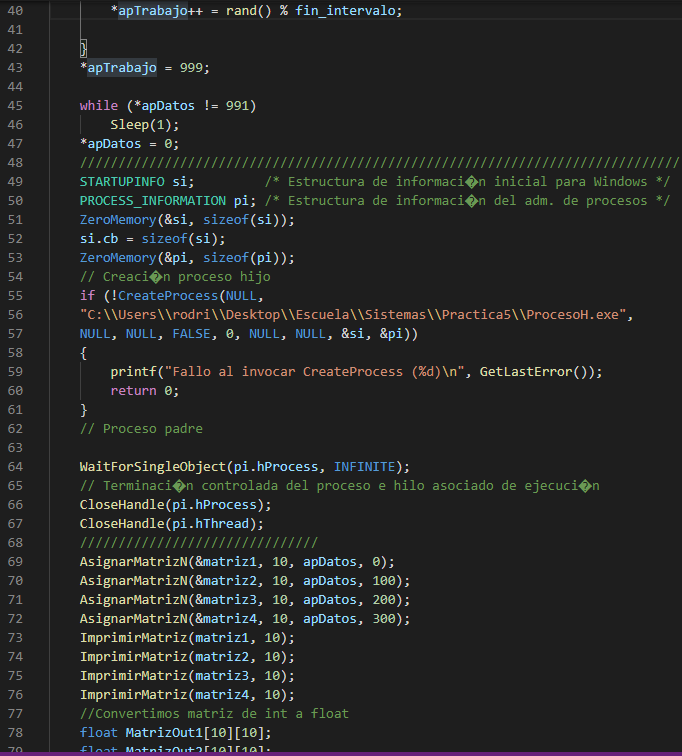 40 *apTrabajo++ = rand() % fin_intervalo;
41
42 }
43 *apTrabajo = 999;
44
45 while (*apDatos != 991)
46 Sleep(1);
47 *apDatos = 0;
48 //////////////////////////////////////////////////////////////////////////////
49 STARTUPINFO si; /* Estructura de informaci�n inicial para Windows */
50 PROCESS_INFORMATION pi; /* Estructura de informaci�n del adm. de procesos */
51 ZeroMemory(&si, sizeof(si));
52 si.cb = sizeof(si);
53 ZeroMemory(&pi, sizeof(pi));
54 // Creaci�n proceso hijo
55 if (!CreateProcess(NULL,
56 "C:\\Users\\rodri\\Desktop\\Escuela\\Sistemas\\Practica5\\ProcesoH.exe",
57 NULL, NULL, FALSE, 0, NULL, NULL, &si, &pi))
58 {
59 printf("Fallo al invocar CreateProcess (%d)\n", GetLastError());
60 return 0;
61 }
62 // Proceso padre
63
64 WaitForSingleObject(pi.hProcess, INFINITE);
65 // Terminaci�n controlada del proceso e hilo asociado de ejecuci�n
66 CloseHandle(pi.hProcess);
67 CloseHandle(pi.hThread);
68 ///////////////////////////////
69 AsignarMatrizN(&matriz1, 10, apDatos, 0);
70 AsignarMatrizN(&matriz2, 10, apDatos, 100);
71 AsignarMatrizN(&matriz3, 10, apDatos, 200);
72 AsignarMatrizN(&matriz4, 10, apDatos, 300);
73 ImprimirMatriz(matriz1, 10);
74 ImprimirMatriz(matriz2, 10);
75 ImprimirMatriz(matriz3, 10);
76 ImprimirMatriz(matriz4, 10);
77 //Convertimos matriz de int a float
78 float MatrizOut1[10][10];
79 float MatrizOut2[10][10];